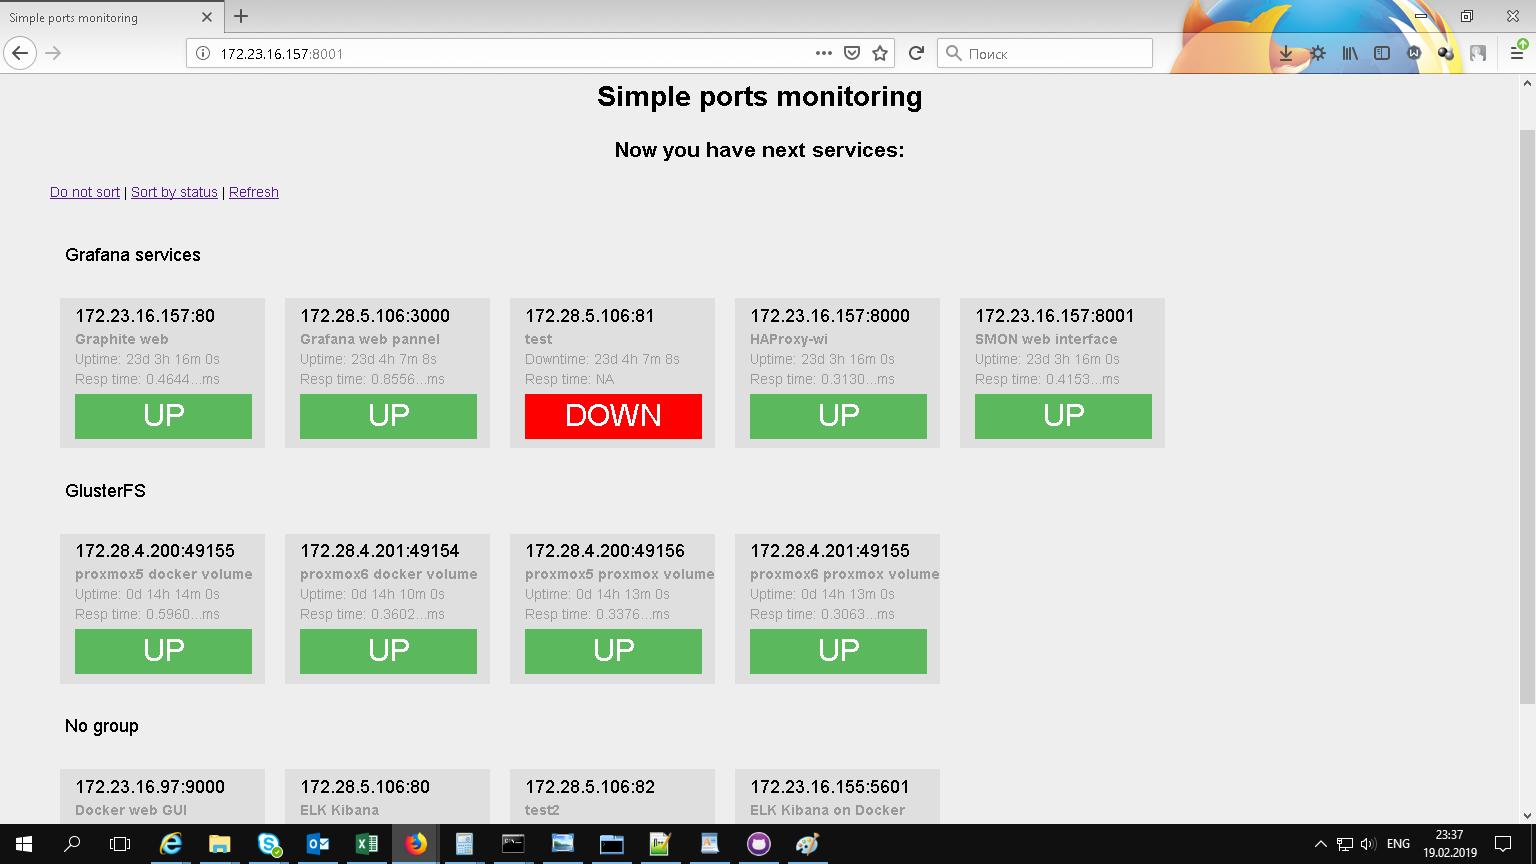 Simple ports monitoring
172.23.16.157:8001
Поиск
Simple ports monitoring
Now you have next services:
Do not sort | Sort by status | Refresh
Grafana services
172.23.16.157:80
Graphite web
Uptime: 23d 3h 16m 0s
Resp time: 0.4644...ms
UP
172.28.5.106:3000
Grafana web pannel
Uptime: 23d 4h 7m 8s
Resp time: 0.8556...ms
UP
172.28.5.106:81
test
Downtime: 23d 4h 7m 8s
Resp time: NA
DOWN
172.23.16.157:8000
HAProxy-wi
Uptime: 23d 3h 16m 0s
Resp time: 0.3130...ms
UP
172.23.16.157:8001
SMON web interface
Uptime: 23d 3h 16m 0s
Resp time: 0.4153...ms
UP
GlusterFS
172.28.4.200:49155
proxmox5 docker volume
Uptime: 0d 14h 14m 0s
Resp time: 0.5960...ms
UP
172.28.4.201:49154
proxmox6 docker volume
Uptime: 0d 14h 10m 0s
Resp time: 0.3602...ms
UP
172.28.4.200:49156
proxmox5 proxmox volume
Uptime: 0d 14h 13m 0s
Resp time: 0.3376...ms
UP
172.28.4.201:49155
proxmox6 proxmox volume
Uptime: 0d 14h 13m 0s
Resp time: 0.3063...ms
UP
No group
172.23.16.97:9000
Docker web GUI
172.28.5.106:80
ELK Kibana
172.28.5.106:82
test2
172.23.16.155:5601
ELK Kibana on Docker
ENG
23:37
19.02.2019